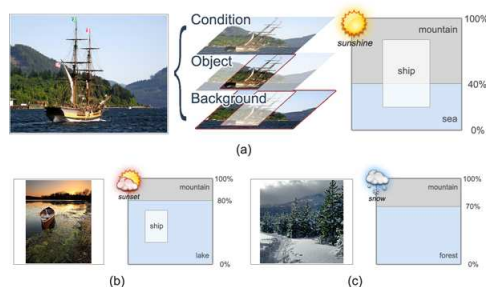 Condition
Object
Background
sunshine
mountain
ship
sea
100%
40%
0%
(a)
sunset
mountain
ship
lake
100%
80%
0%
(b)
snow
mountain
forest
100%
70%
0%
(c)